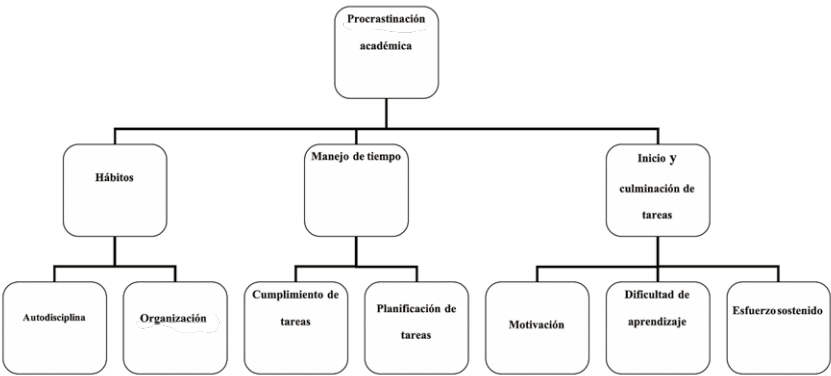 Procrastinación
académica
Hábitos
Manejo de tiempo
Inicio y
culminación de
tareas
Autodisciplina
Organización
Cumplimiento de
tareas
Planificación de
tareas
Motivación
Dificultad de
aprendizaje
Esfuerzo sostenido